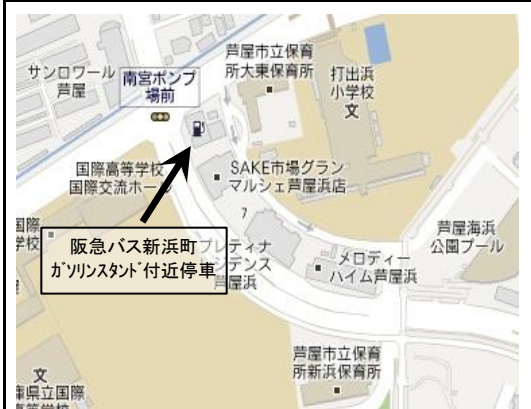 芦屋市立保育
所大東保育所
サンロワール
芦屋
南宮ポンプ
場前
打出浜
小学校
文
国際高等学校
国際交流ホー
SAKE市場グラン
マルシェ芦屋浜店
7
国際
学校
阪急バス新浜町
ガソリンスタンド付近停車
プレティナ
ジデンス
芦屋浜
メロディー
ハイム芦屋浜
芦屋海浜
公園プール
芦屋市立保育
所新浜保育所
文
庫県立国際